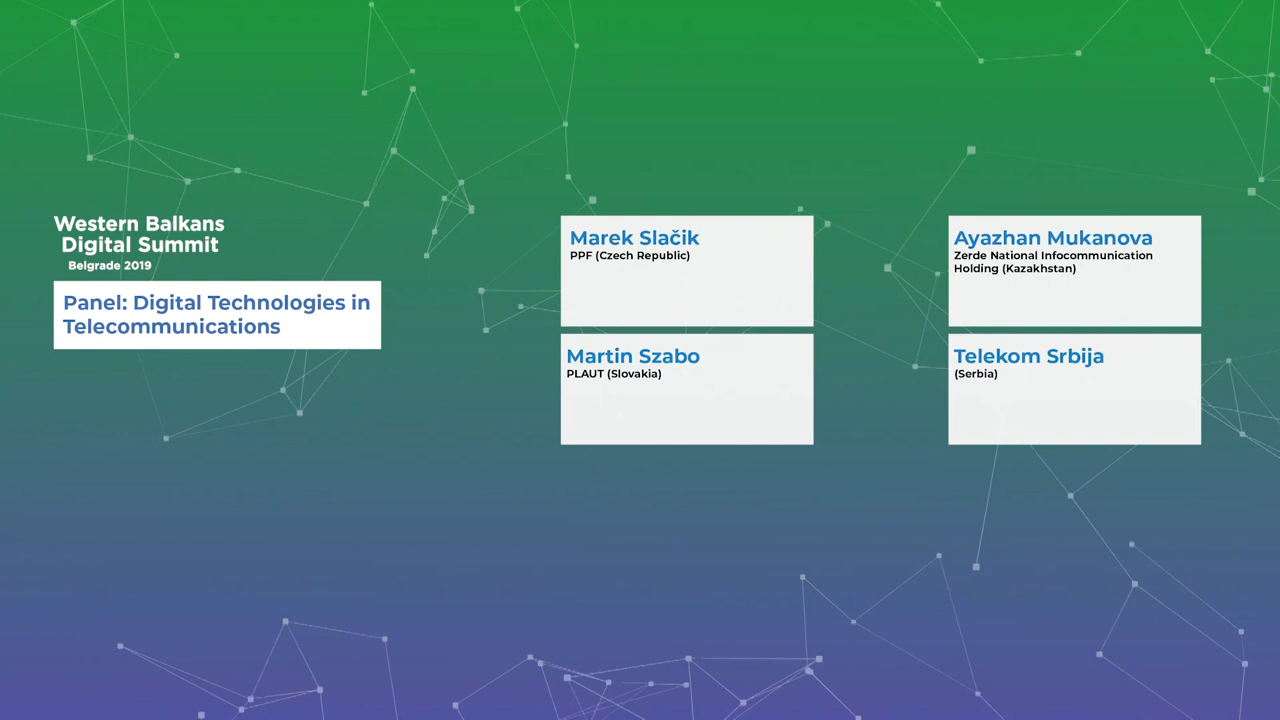 Western Balkans
Digital Summit
Belgrade 2019
Panel: Digital Technologies in
Telecommunications
Marek Slačik
PPF (Czech Republic)
Ayazhan Mukanova
Zerde National Infocommunication
Holding (Kazakhstan)
Martin Szabo
PLAUT (Slovakia)
Telekom Srbija
(Serbia)